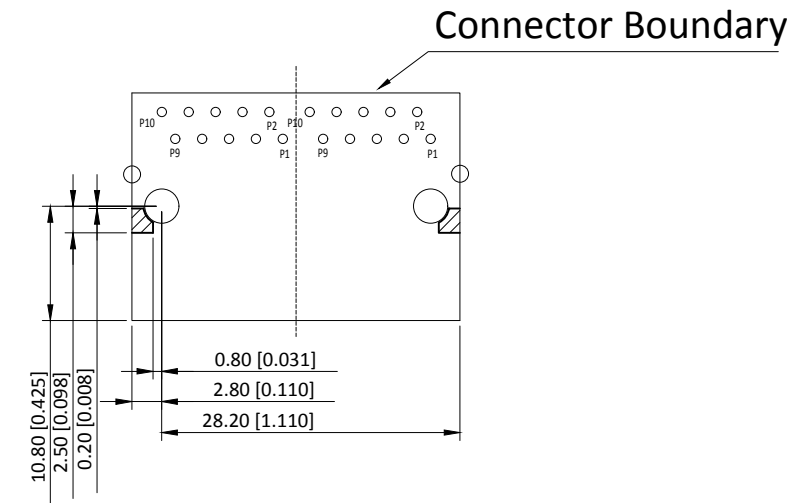 Connector Boundary
P10
P2
P10
P2
P9
P1
P9
P1
0.80 [0.031]
2.80 [0.110]
28.20 [1.110]
10.80 [0.425]
2.50 [0.098]
0.20 [0.008]